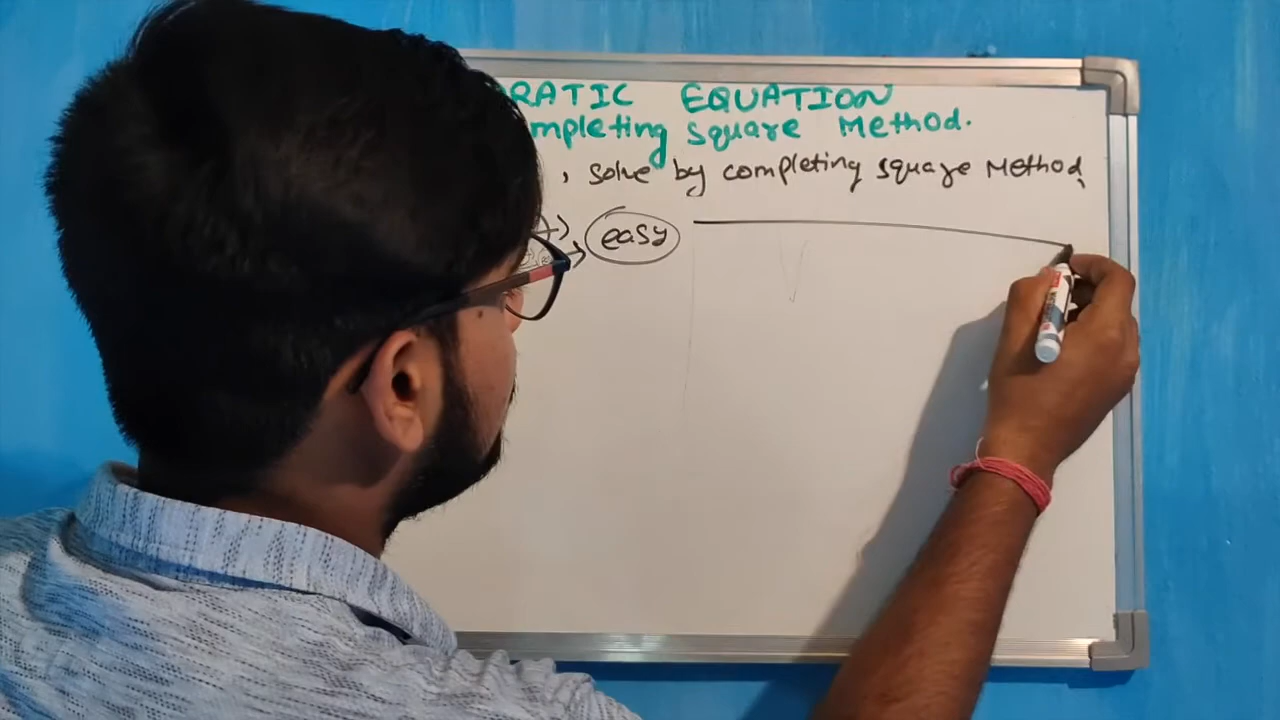 RATIC EQUATION
mpleting square Method.
, solve by completing square Method,
easy